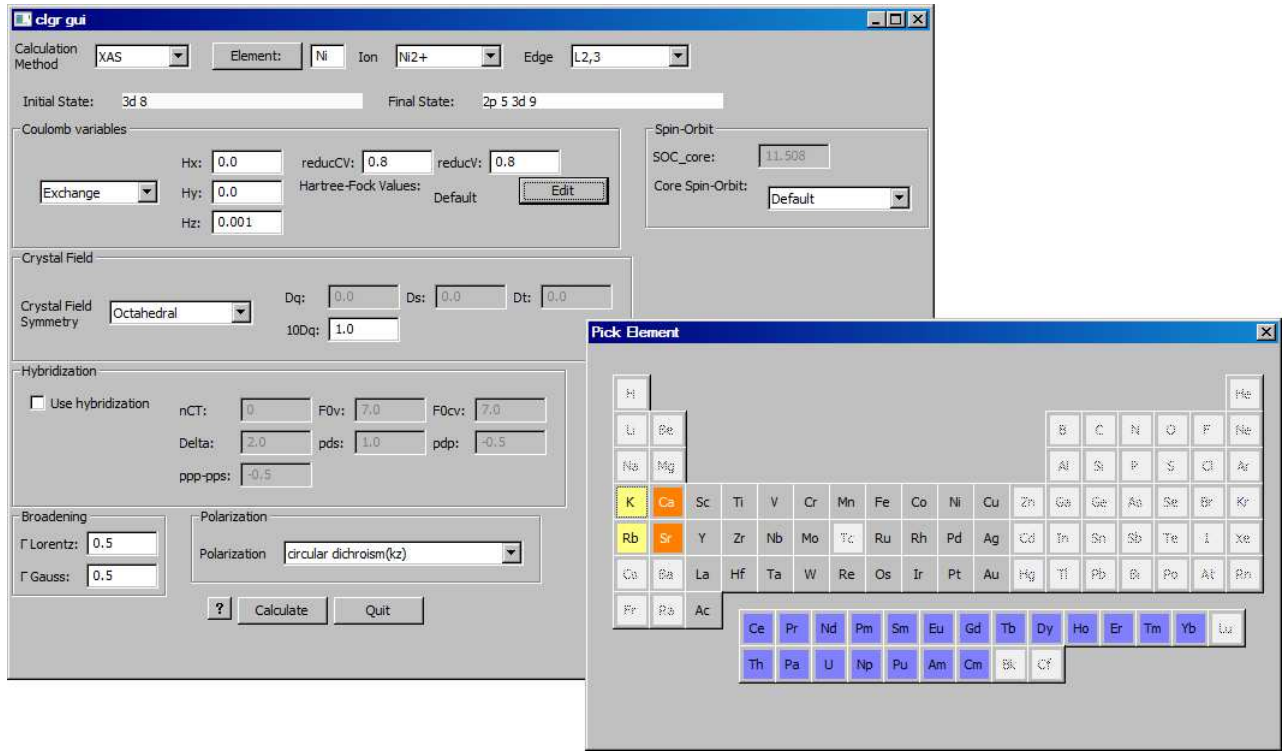 clgr gui
Calculation Method XAS Element: Ni Ion Ni2+ Edge L2,3
Initial State: 3d 8 Final State: 2p 5 3d 9
Coulomb variables
Exchange
Hx: 0.0 reducCV: 0.8 reducV: 0.8
Hy: 0.0 Hartree-Fock Values: Default Edit
Hz: 0.001
Spin-Orbit
SOC_core: 11.508
Core Spin-Orbit: Default
Crystal Field
Crystal Field Symmetry Octahedral
Dq: 0.0 Ds: 0.0 Dt: 0.0
10Dq: 1.0
Hybridization
Use hybridization
nCT: 0 F0v: 7.0 F0cv: 7.0
Delta: 2.0 pds: 1.0 pdp: -0.5
ppp-pps: -0.5
Broadening
Γ Lorentz: 0.5
Γ Gauss: 0.5
Polarization
Polarization circular dichroism(kz)
? Calculate Quit
Pick Element
H He
Li Be B C N O F Ne
Na Mg Al Si P S Cl Ar
K Ca Sc Ti V Cr Mn Fe Co Ni Cu Zn Ga Ge As Se Br Kr
Rb Sr Y Zr Nb Mo Tc Ru Rh Pd Ag Cd In Sn Sb Te I Xe
Cs Ba La Hf Ta W Re Os Ir Pt Au Hg Tl Pb Bi Po At Rn
Fr Ra Ac
Ce Pr Nd Pm Sm Eu Gd Tb Dy Ho Er Tm Yb Lu
Th Pa U Np Pu Am Cm Bk Cf